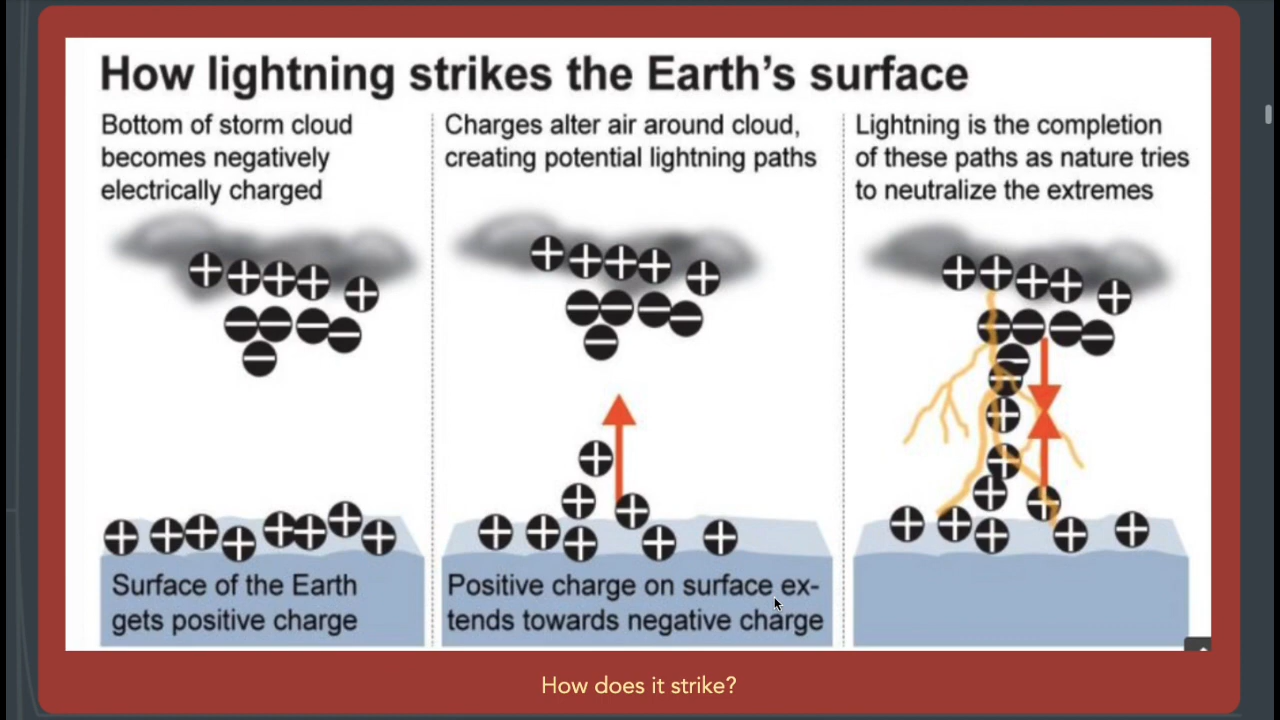 How lightning strikes the Earth's surface
Bottom of storm cloud
becomes negatively
electrically charged
Charges alter air around cloud,
creating potential lightning paths
Lightning is the completion
of these paths as nature tries
to neutralize the extremes
Surface of the Earth
gets positive charge
Positive charge on surface ex-
tends towards negative charge
How does it strike?